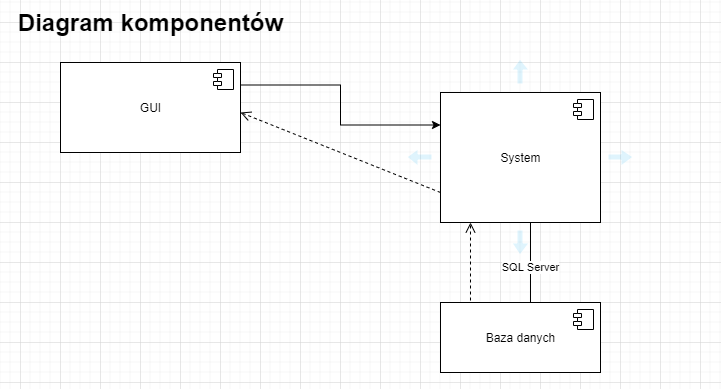 Diagram komponentów
GUI
System
SQL Server
Baza danych